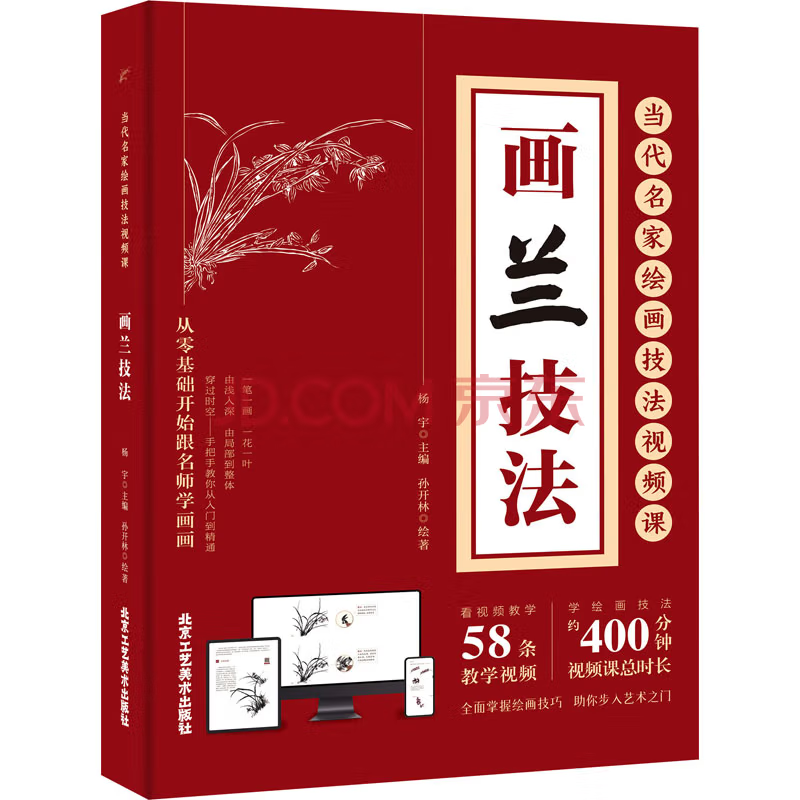 当代名家绘画技法视频课
画兰技法
杨宇◎主编 孙开林◎绘著
从零基础开始跟名师学画画
一笔一画 一花一叶
由浅入深 由局部到整体
穿过时空——手把手教你从入门到精通
看视频教学
58条
教学视频
学绘画技法
约400分钟
视频课总时长
全面掌握绘画技巧 助你步入艺术之门
北京工艺美术出版社
当代名家绘画技法视频课
画兰技法
杨宇◎主编 孙开林◎绘著
北京工艺美术出版社
JD.COM 京东